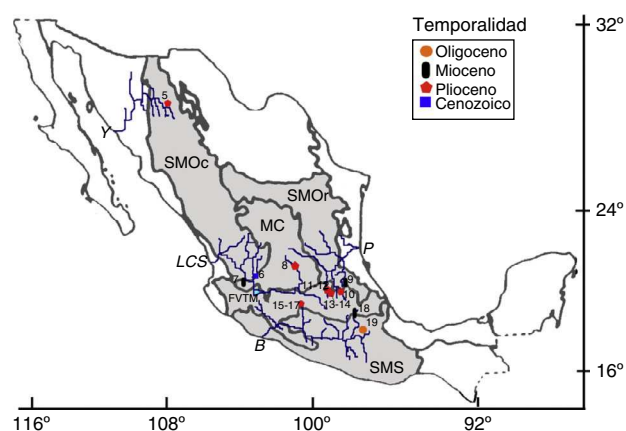 Temporalidad
Oligoceno
Mioceno
Plioceno
Cenozoico
32º
24º
16º
116º
108º
100º
92º
5
Y
SMOc
SMOr
MC
P
LCS
7
6
8
9
11-12
10
FVTM
15-17
13-14
18
19
B
SMS